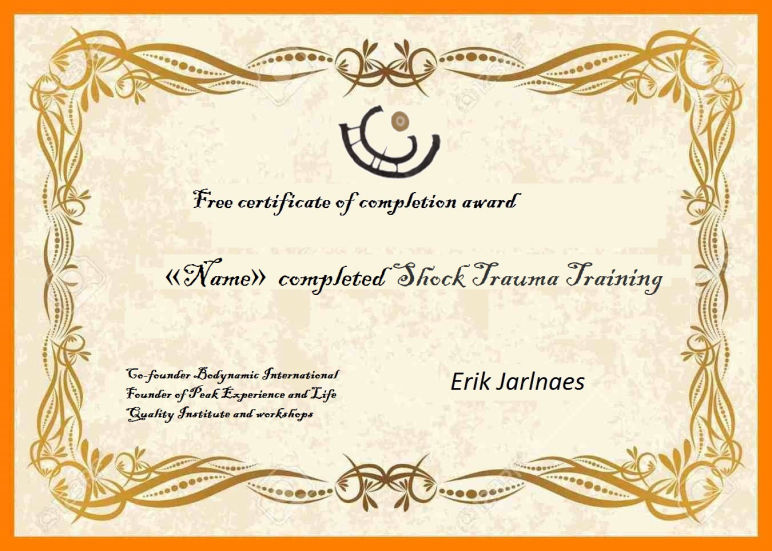 Free certificate of completion award
«Name» completed Shock Trauma Training
Co-founder Bodynamic International
Founder of Peak Experience and Life
Quality Institute and workshops
Erik Jarlnaes